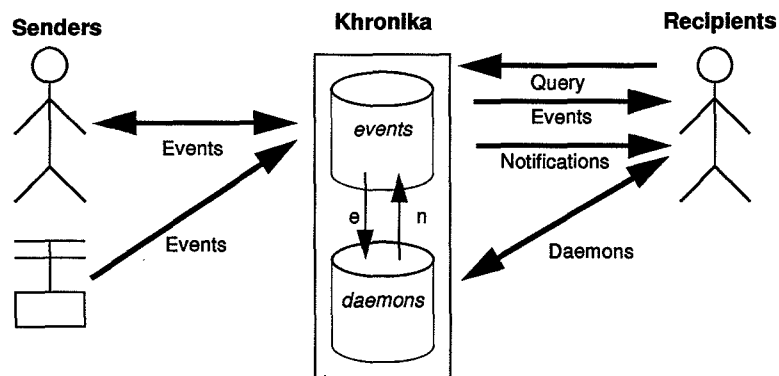 Senders
Khronika
Recipients
Query
events
Events
Events
Notifications
e
n
Events
Daemons
daemons